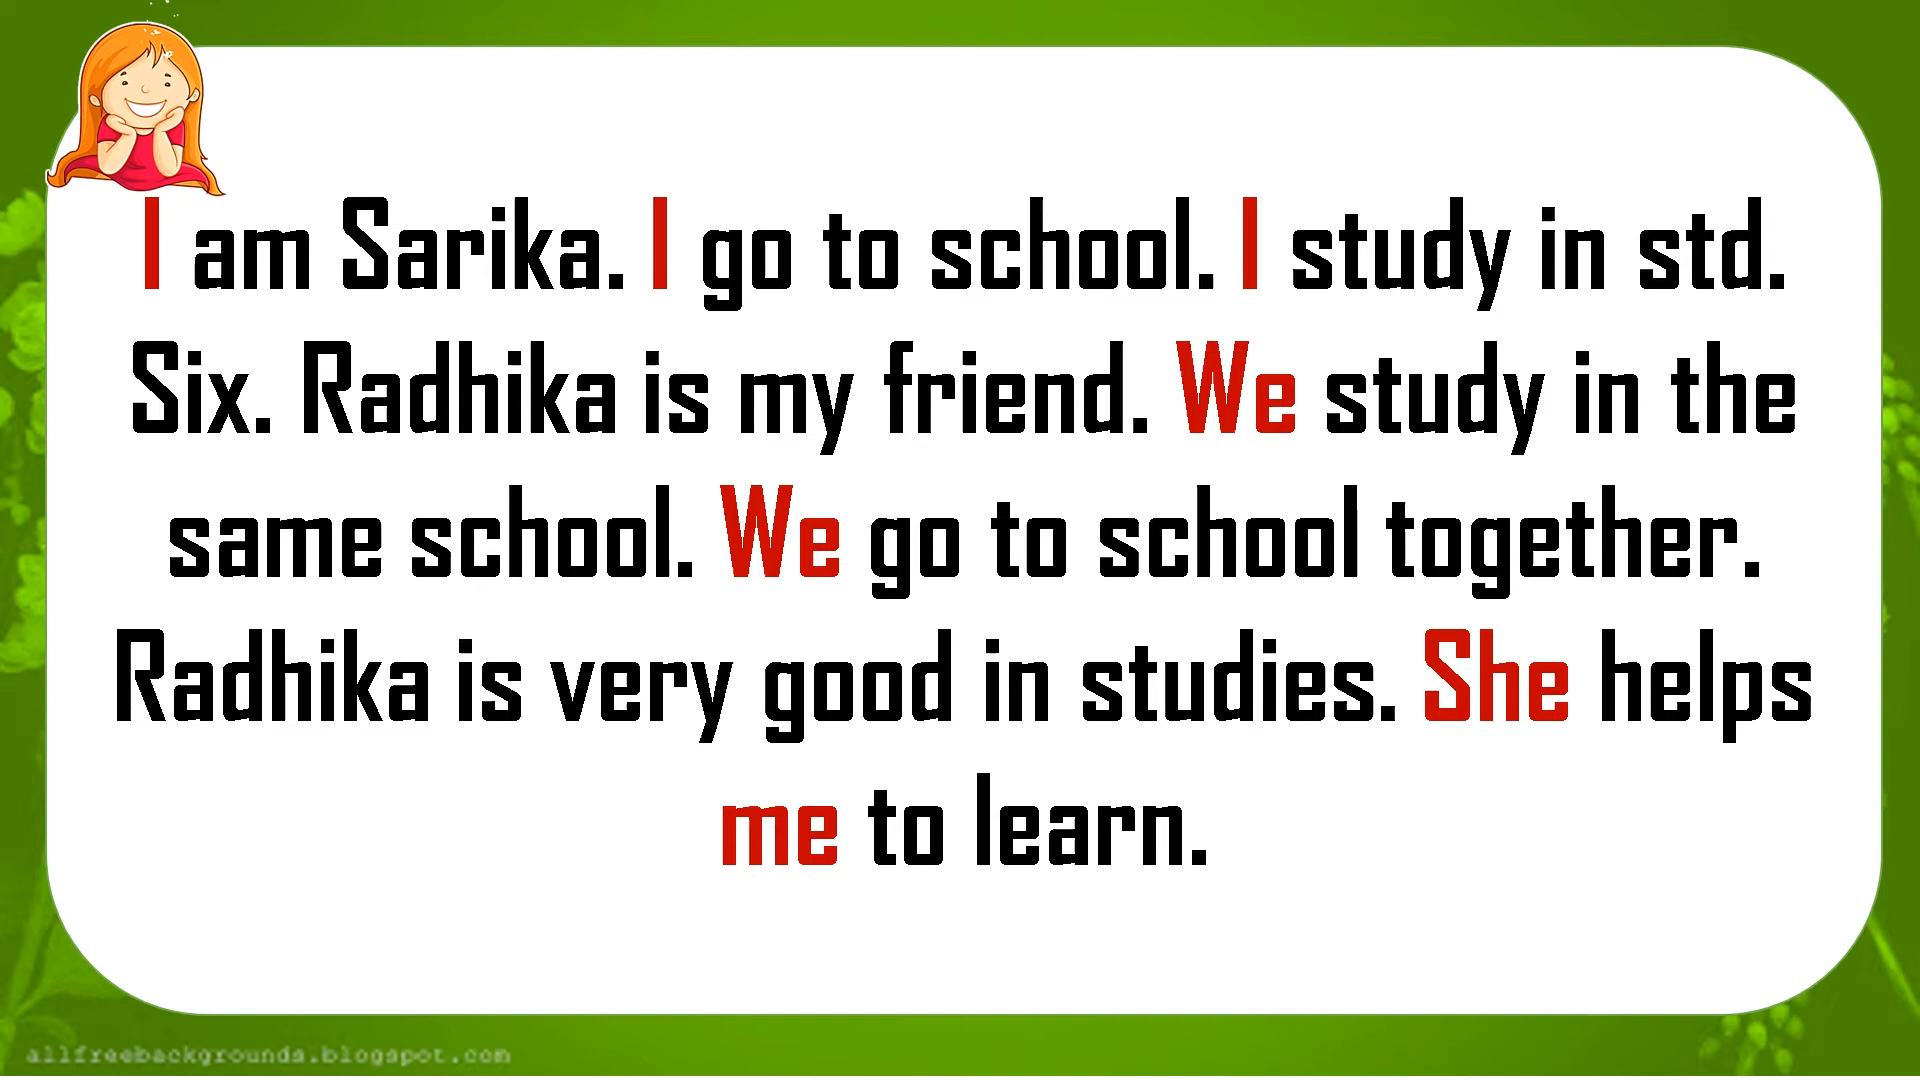 I am Sarika. I go to school. I study in std.
Six. Radhika is my friend. We study in the
same school. We go to school together.
Radhika is very good in studies. She helps
me to learn.
allfreebackgrounds.blogspot.com